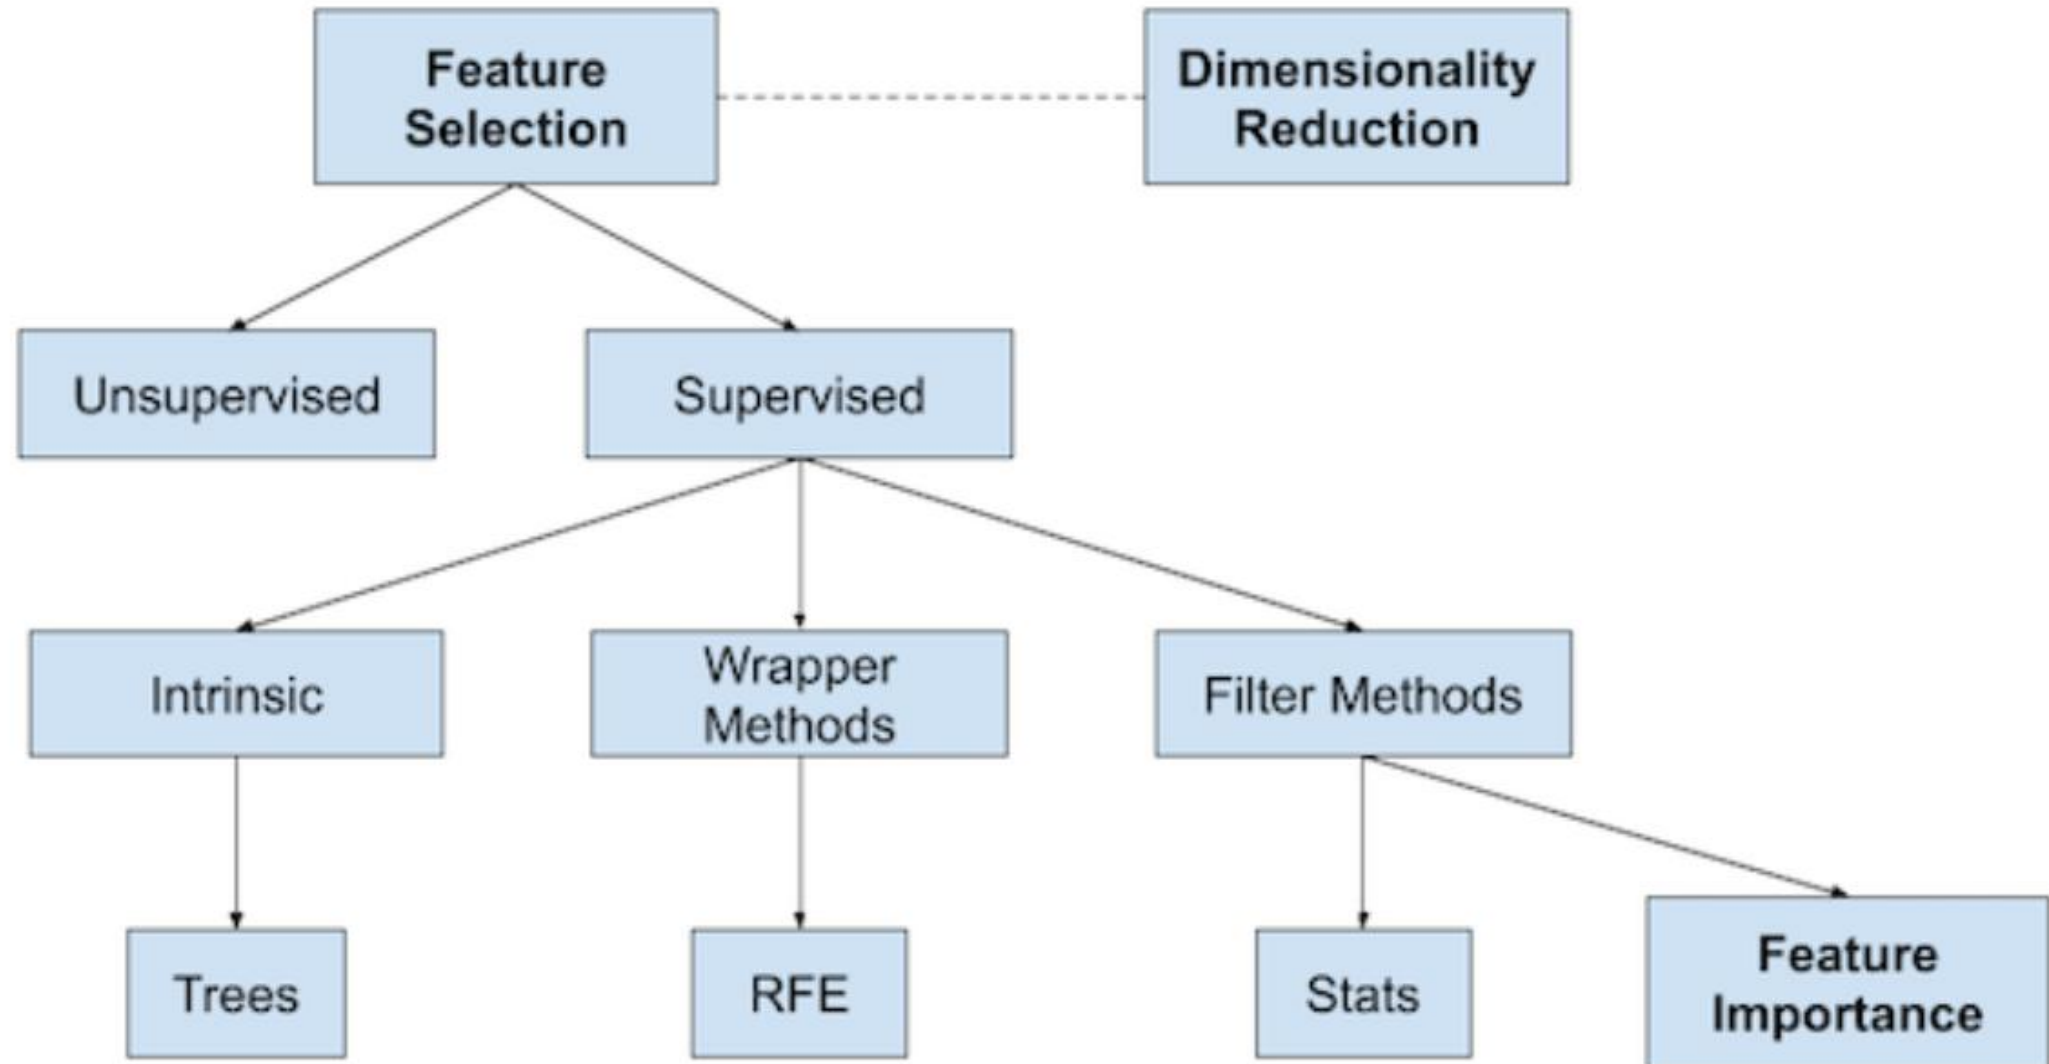 Feature
Selection
Dimensionality
Reduction
Unsupervised
Supervised
Intrinsic
Wrapper
Methods
Filter Methods
Trees
RFE
Stats
Feature
Importance